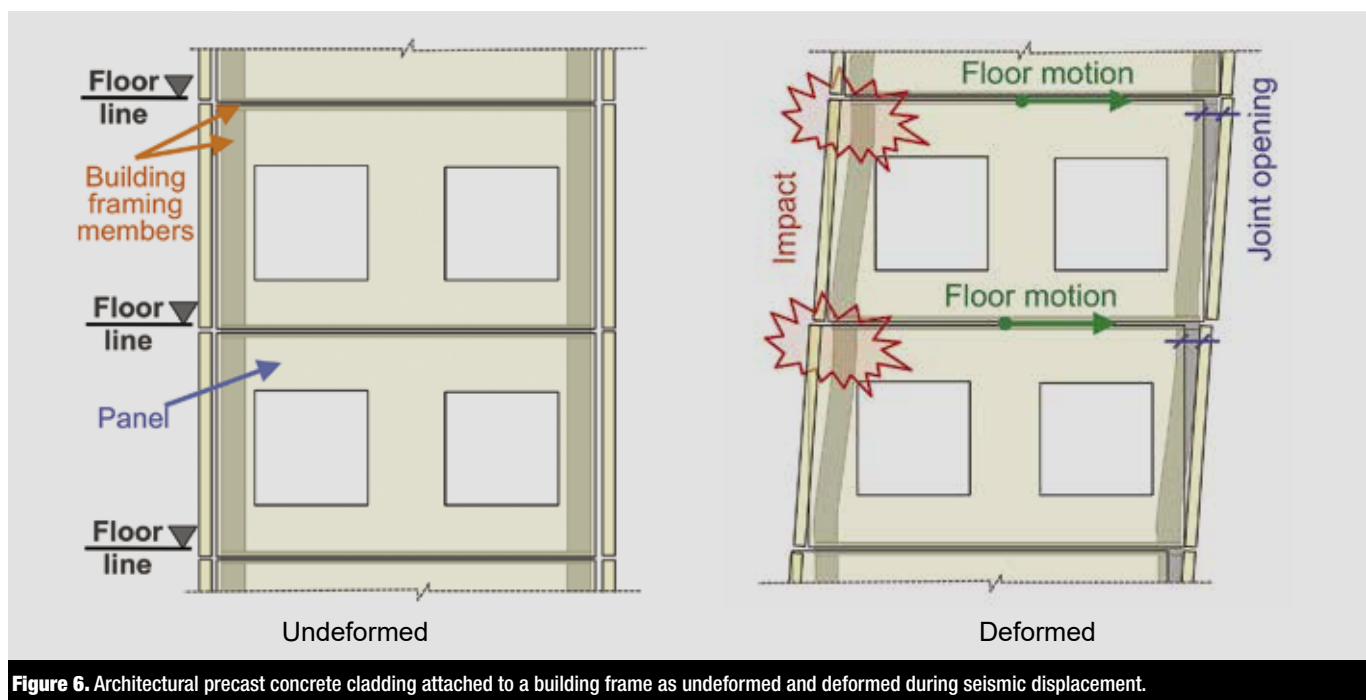 Floor
line
Building
framing
members
Floor
line
Panel
Floor
line
Undeformed
Floor motion
Impact
Joint opening
Floor motion
Deformed
Figure 6. Architectural precast concrete cladding attached to a building frame as undeformed and deformed during seismic displacement.